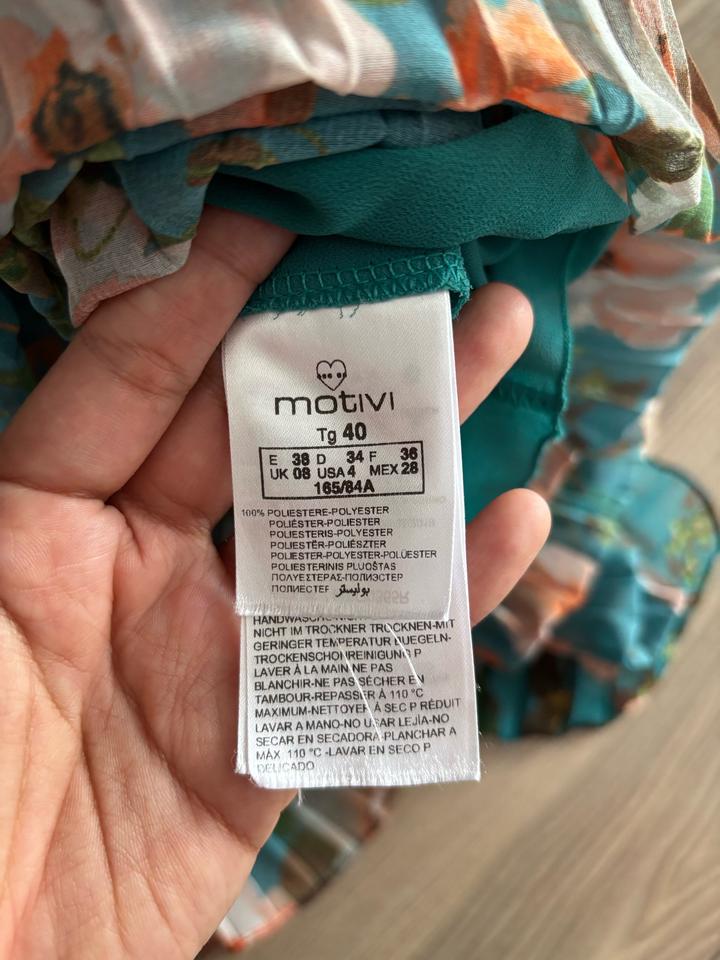 motivi
Tg 40
E 38 D 34 F 36
UK 08 USA 4 MEX 28
165/84A
100% POLIESTERE-POLYESTER
POLIÉSTER-POLIESTER
POLIESTERIS-POLYESTER
POLIESTĒR-POLIÉSZTER
POLIESTER-POLYESTER-POLÜESTER
POLIESTERINIS PLUOŠTAS
ΠΟΛΥΕΣΤΕΡΑΣ-ПОЛИЭСТЕР
ПОЛИЕСТЕР بوليستر
NICHT IM TROCKNER TROCKNEN-MIT
GERINGER TEMPERATUR BUEGELN-
TROCKENSCHONREINIGUNG P
LAVER À LA MAIN-NE PAS
BLANCHIR-NE PAS SÉCHER EN
TAMBOUR-REPASSER À 110 °C
MAXIMUM-NETTOYER À SEC P RÉDUIT
LAVAR A MANO-NO USAR LEJÍA-NO
SECAR EN SECADORA-PLANCHAR A
MÁX. 110 °C -LAVAR EN SECO P
DELICADO